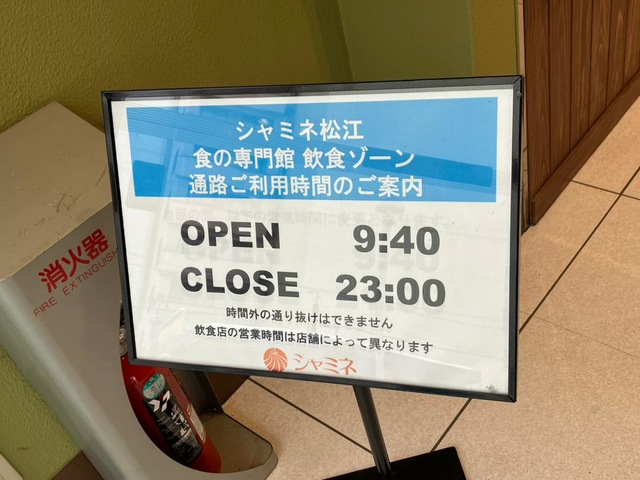 シャミネ松江
食の専門館 飲食ゾーン
通路ご利用時間のご案内
OPEN 9:40
CLOSE 23:00
時間外の通り抜けはできません
飲食店の営業時間は店舗によって異なります
シャミネ
消火器
FIRE EXTINGUISH